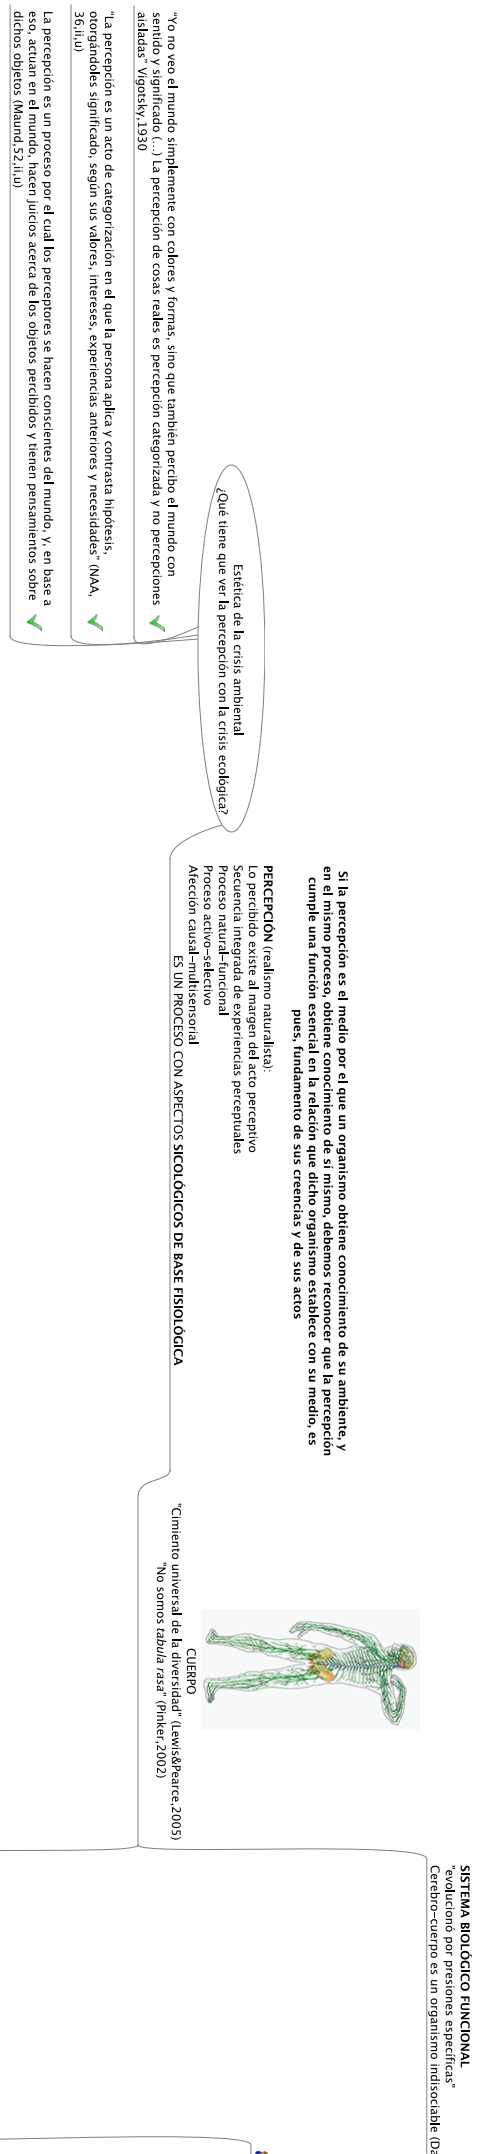 "Yo no veo el mundo simplemente con colores y formas, sino que también percibo el mundo con
sentido y significado (...) La percepción de cosas reales es percepción categorizada y no percepciones
aisladas" Vigotsky,1930
"La percepción es un acto de categorización en el que la persona aplica y contrasta hipótesis,
otorgándoles significado, según sus valores, intereses, experiencias anteriores y necesidades" (NAA,
36,ii,u)
La percepción es un proceso por el cual los perceptores se hacen conscientes del mundo, y, en base a
eso, actuan en el mundo, hacen juicios acerca de los objetos percibidos y tienen pensamientos sobre
dichos objetos (Maund,52,ii,u)
Estética de la crisis ambiental
¿Qué tiene que ver la percepción con la crisis ecológica?
Si la percepción es el medio por el que un organismo obtiene conocimiento de su ambiente, y
en el mismo proceso, obtiene conocimiento de sí mismo, debemos reconocer que la percepción
cumple una función esencial en la relación que dicho organismo establece con su medio, es
pues, fundamento de sus creencias y de sus actos
PERCEPCIÓN (realismo naturalista):
Lo percibido existe al margen del acto perceptivo
Secuencia integrada de experiencias perceptuales
Proceso natural-funcional
Proceso activo-selectivo
Afección causal-multisensorial
ES UN PROCESO CON ASPECTOS SICOLÓGICOS DE BASE FISIOLÓGICA
CUERPO
"Cimiento universal de la diversidad" (Lewis&Pearce,2005)
"No somos tabula rasa" (Pinker,2002)
SISTEMA BIOLÓGICO FUNCIONAL
"evolucionó por presiones específicas"
Cerebro-cuerpo es un organismo indisociable (Da